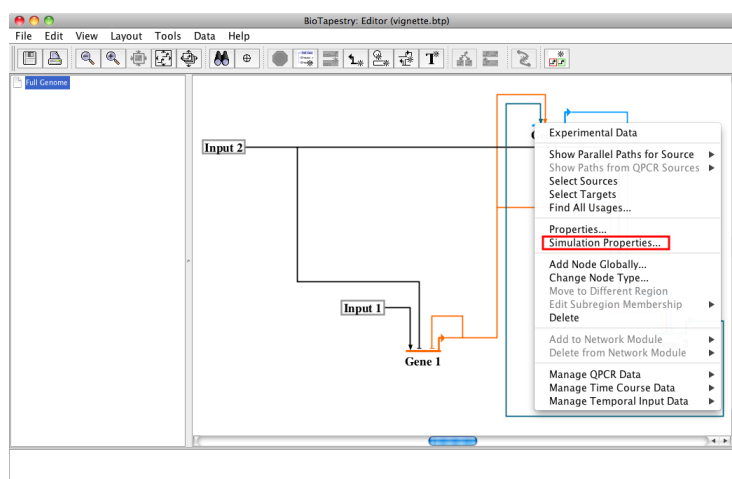 BioTapestry: Editor (vignette.btp)
File Edit View Layout Tools Data Help
T
Full Genome
Input 2
Input 1
Gene 1
Experimental Data
Show Parallel Paths for Source
Show Paths from QPCR Sources
Select Sources
Select Targets
Find All Usages...
Properties...
Simulation Properties...
Add Node Globally...
Change Node Type...
Move to Different Region
Edit Subregion Membership
Delete
Add to Network Module
Delete from Network Module
Manage QPCR Data
Manage Time Course Data
Manage Temporal Input Data